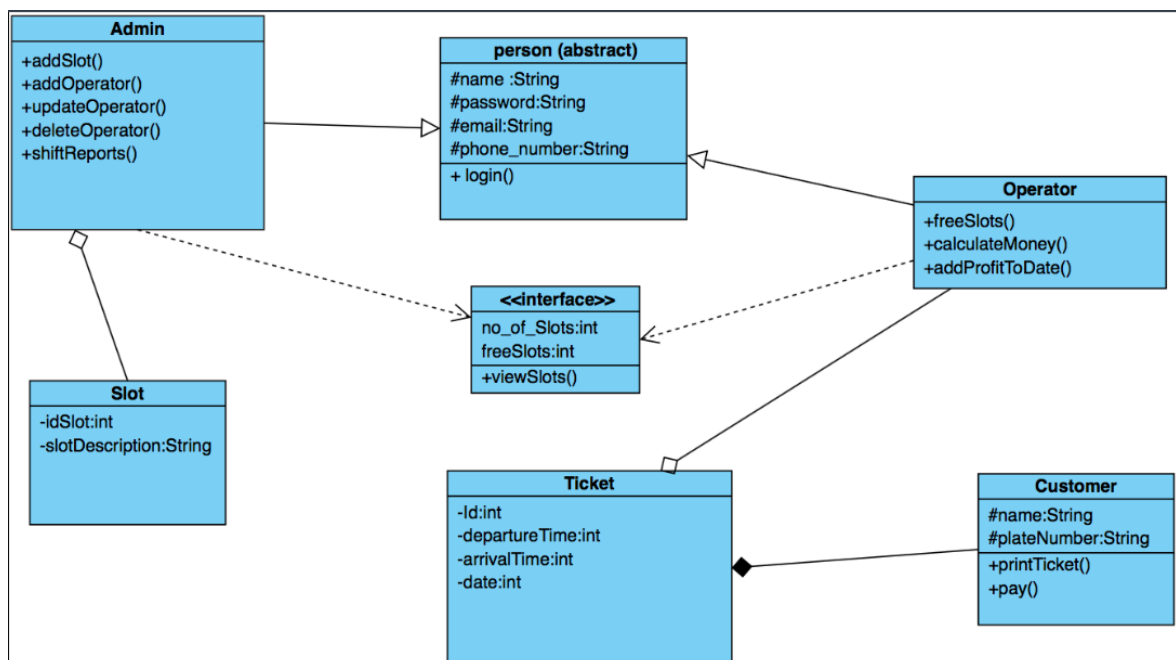 Admin
+addSlot()
+addOperator()
+updateOperator()
+deleteOperator()
+shiftReports()
person (abstract)
#name :String
#password:String
#email:String
#phone_number:String
+ login()
Operator
+freeSlots()
+calculateMoney()
+addProfitToDate()
<<interface>>
no_of_Slots:int
freeSlots:int
+viewSlots()
Slot
-idSlot:int
-slotDescription:String
Ticket
-Id:int
-departureTime:int
-arrivalTime:int
-date:int
Customer
#name:String
#plateNumber:String
+printTicket()
+pay()